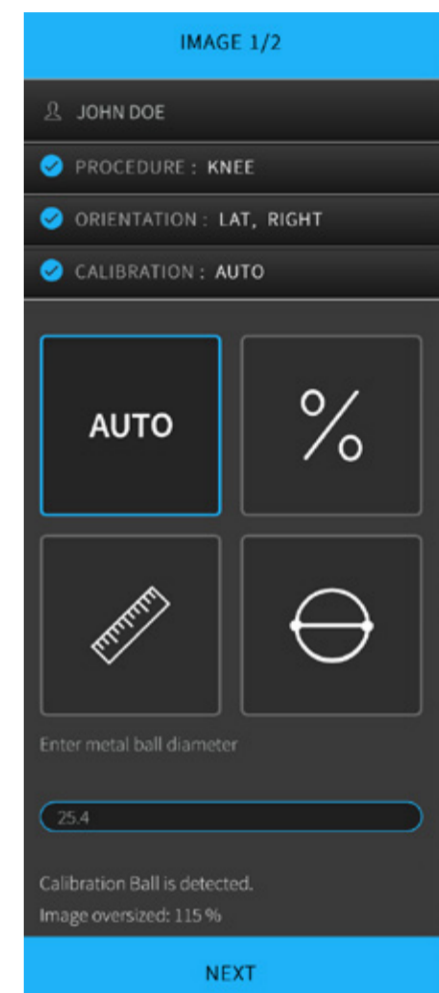 IMAGE 1/2
JOHN DOE
PROCEDURE : KNEE
ORIENTATION : LAT, RIGHT
CALIBRATION : AUTO
AUTO
%
Enter metal ball diameter
25.4
Calibration Ball is detected.
Image oversized: 115 %
NEXT